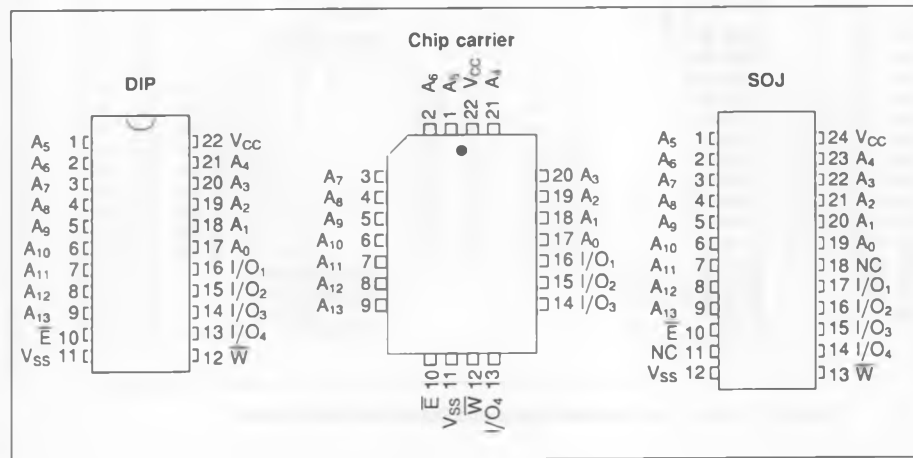 Chip carrier
DIP
SOJ
A5 1 22 VCC
A6 2 21 A4
A7 3 20 A3
A8 4 19 A2
A9 5 18 A1
A10 6 17 A0
A11 7 16 I/O1
A12 8 15 I/O2
A13 9 14 I/O3
E̅ 10 13 I/O4
VSS 11 12 W̅
A6 A5 VCC A4
2 1 22 21
A7 3 20 A3
A8 4 19 A2
A9 5 18 A1
A10 6 17 A0
A11 7 16 I/O1
A12 8 15 I/O2
A13 9 14 I/O3
10 11 12 13
E̅ VSS W̅ I/O4
A5 1 24 VCC
A6 2 23 A4
A7 3 22 A3
A8 4 21 A2
A9 5 20 A1
A10 6 19 A0
A11 7 18 NC
A12 8 17 I/O1
A13 9 16 I/O2
E̅ 10 15 I/O3
NC 11 14 I/O4
VSS 12 13 W̅